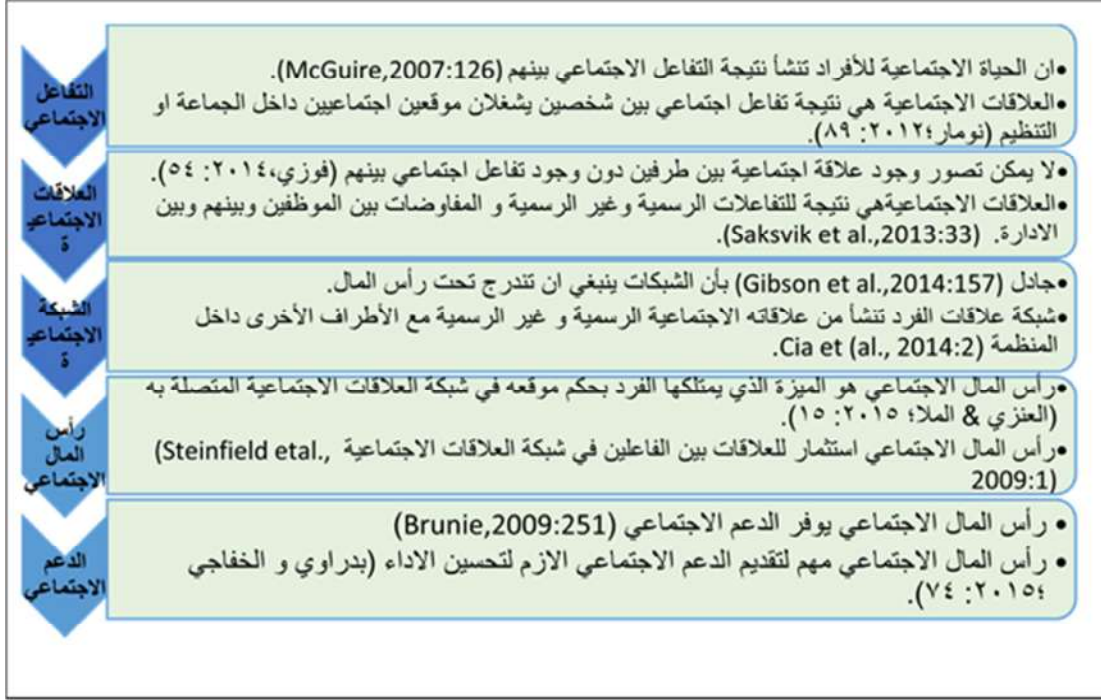 التفاعل
الاجتماعي
•ان الحياة الاجتماعية للأفراد تنشأ نتيجة التفاعل الاجتماعي بينهم (McGuire,2007:126).
•العلاقات الاجتماعية هي نتيجة تفاعل اجتماعي بين شخصين يشغلان موقعين اجتماعيين داخل الجماعة او
التنظيم (نومار؛٢٠١٢: ٨٩).
العلاقات
الاجتماعي
ة
•لا يمكن تصور وجود علاقة اجتماعية بين طرفين دون وجود تفاعل اجتماعي بينهم (فوزي،٢٠١٤: ٥٤).
•العلاقات الاجتماعيةهي نتيجة للتفاعلات الرسمية وغير الرسمية و المفاوضات بين الموظفين وبينهم وبين
الادارة. (Saksvik et al.,2013:33).
الشبكة
الاجتماعي
ة
•جادل (Gibson et al.,2014:157) بأن الشبكات ينبغي ان تندرج تحت رأس المال.
•شبكة علاقات الفرد تنشأ من علاقاته الاجتماعية الرسمية و غير الرسمية مع الأطراف الأخرى داخل
المنظمة (Cia et (al., 2014:2.
رأس
المال
الاجتماعي
•رأس المال الاجتماعي هو الميزة الذي يمتلكها الفرد بحكم موقعه في شبكة العلاقات الاجتماعية المتصلة به
(العنزي & الملا؛ ٢٠١٥: ١٥).
•رأس المال الاجتماعي استثمار للعلاقات بين الفاعلين في شبكة العلاقات الاجتماعية (Steinfield etal.,
2009:1)
الدعم
الاجتماعي
• رأس المال الاجتماعي يوفر الدعم الاجتماعي (Brunie,2009:251)
• رأس المال الاجتماعي مهم لتقديم الدعم الاجتماعي الازم لتحسين الاداء (بدراوي و الخفاجي
؛٢٠١٥: ٧٤).